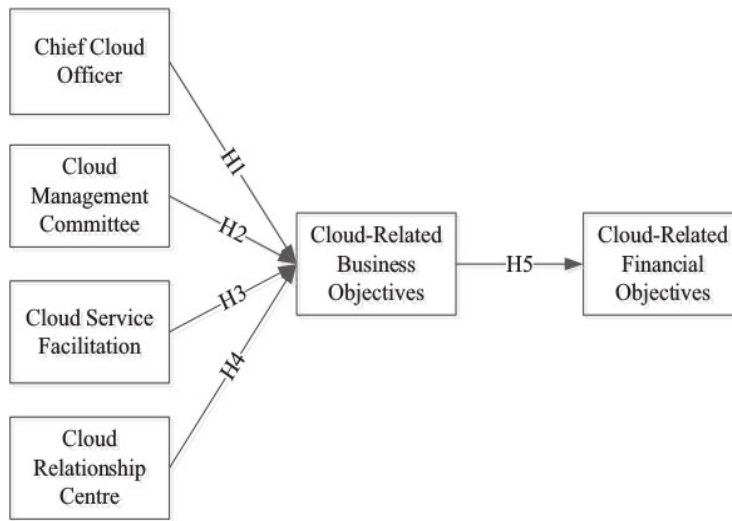 Chief Cloud
Officer
H1
Cloud
Management
Committee
H2
Cloud-Related
Business
Objectives
H5
Cloud-Related
Financial
Objectives
Cloud Service
Facilitation
H3
H4
Cloud
Relationship
Centre